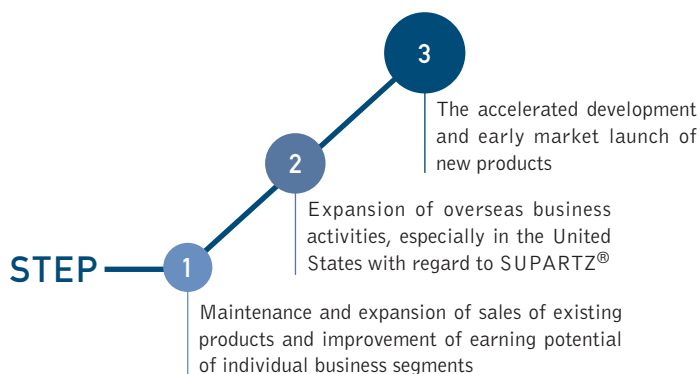 3
The accelerated development
and early market launch of
new products
2
Expansion of overseas business
activities, especially in the United
States with regard to SUPARTZ®
STEP 1
Maintenance and expansion of sales of existing
products and improvement of earning potential
of individual business segments